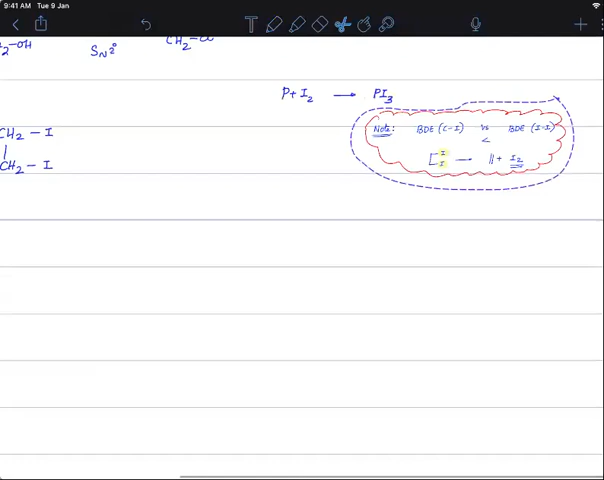 9:41 AM Tue 9 Jan
2-OH
SN2
CH2-Cl
P + I2 → PI3
CH2 - I
|
CH2 - I
Note: BDE (C-I) is BDE (I-I)
<
I
I → || + I2